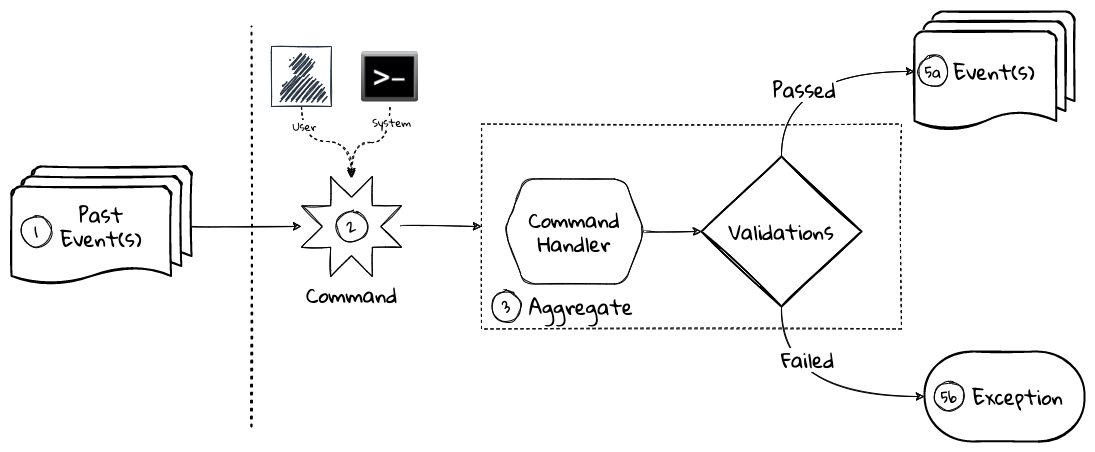 1
Past
Event(s)
>-
User
System
2
Command
Command
Handler
3 Aggregate
Validations
Passed
5a Event(s)
Failed
5b Exception